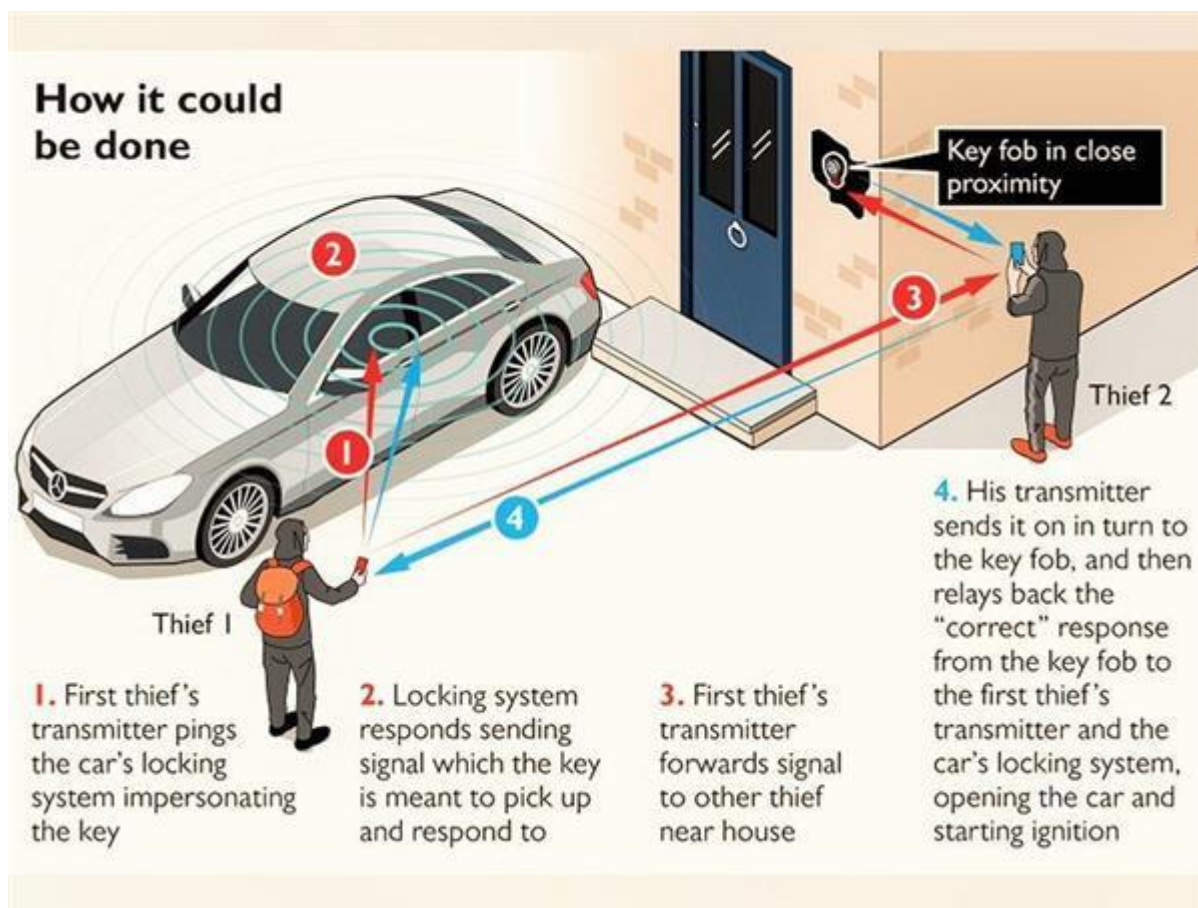 How it could
be done
Key fob in close
proximity
2
3
1
4
Thief 2
Thief 1
1. First thief's
transmitter pings
the car's locking
system impersonating
the key
2. Locking system
responds sending
signal which the key
is meant to pick up
and respond to
3. First thief's
transmitter
forwards signal
to other thief
near house
4. His transmitter
sends it on in turn to
the key fob, and then
relays back the
“correct” response
from the key fob to
the first thief's
transmitter and the
car's locking system,
opening the car and
starting ignition